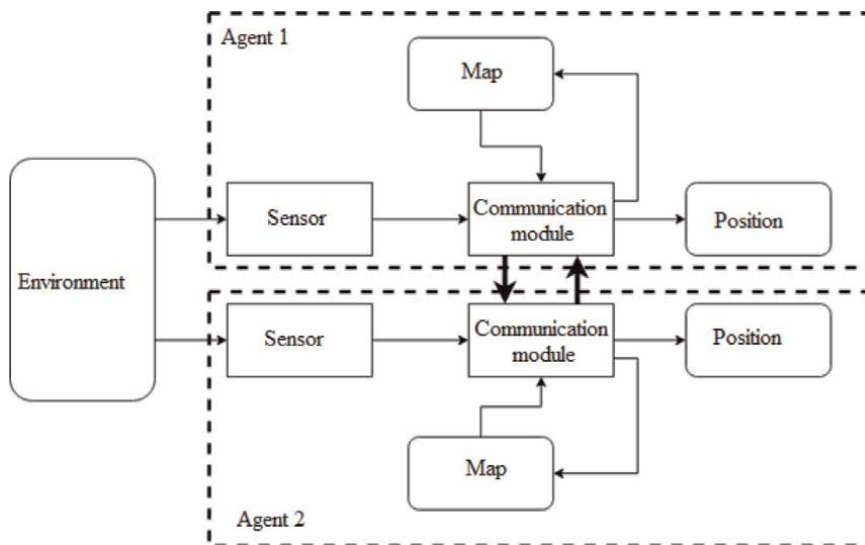 Agent 1
Map
Sensor
Communication
module
Position
Environment
Sensor
Communication
module
Position
Map
Agent 2